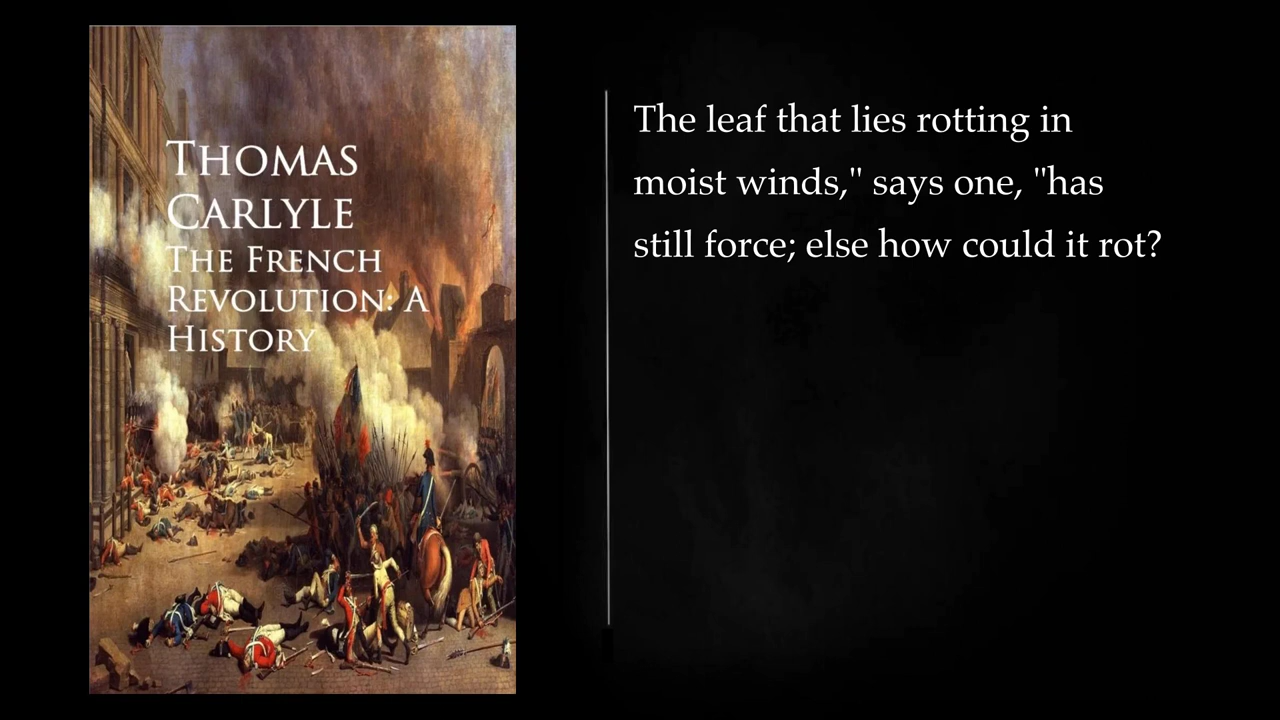 THOMAS
CARLYLE
THE FRENCH
REVOLUTION: A
HISTORY
The leaf that lies rotting in
moist winds," says one, "has
still force; else how could it rot?